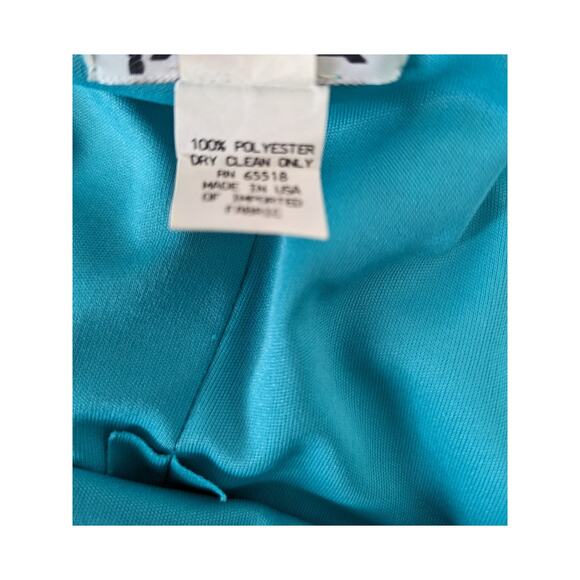 100% POLYESTER
DRY CLEAN ONLY
RN 65518
MADE IN USA
OF IMPORTED
FABRIC